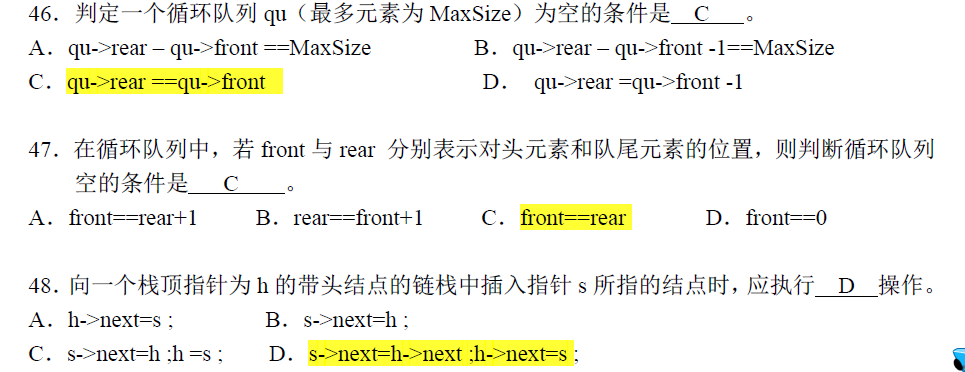 46．判定一个循环队列 qu（最多元素为 MaxSize）为空的条件是 C 。
A．qu->rear – qu->front ==MaxSize B．qu->rear – qu->front -1==MaxSize
C．qu->rear ==qu->front D． qu->rear =qu->front -1
47．在循环队列中，若 front 与 rear 分别表示对头元素和队尾元素的位置，则判断循环队列
空的条件是 C 。
A．front==rear+1 B．rear==front+1 C．front==rear D．front==0
48．向一个栈顶指针为 h 的带头结点的链栈中插入指针 s 所指的结点时，应执行 D 操作。
A．h->next=s ; B．s->next=h ;
C．s->next=h ;h =s ; D．s->next=h->next ;h->next=s ;